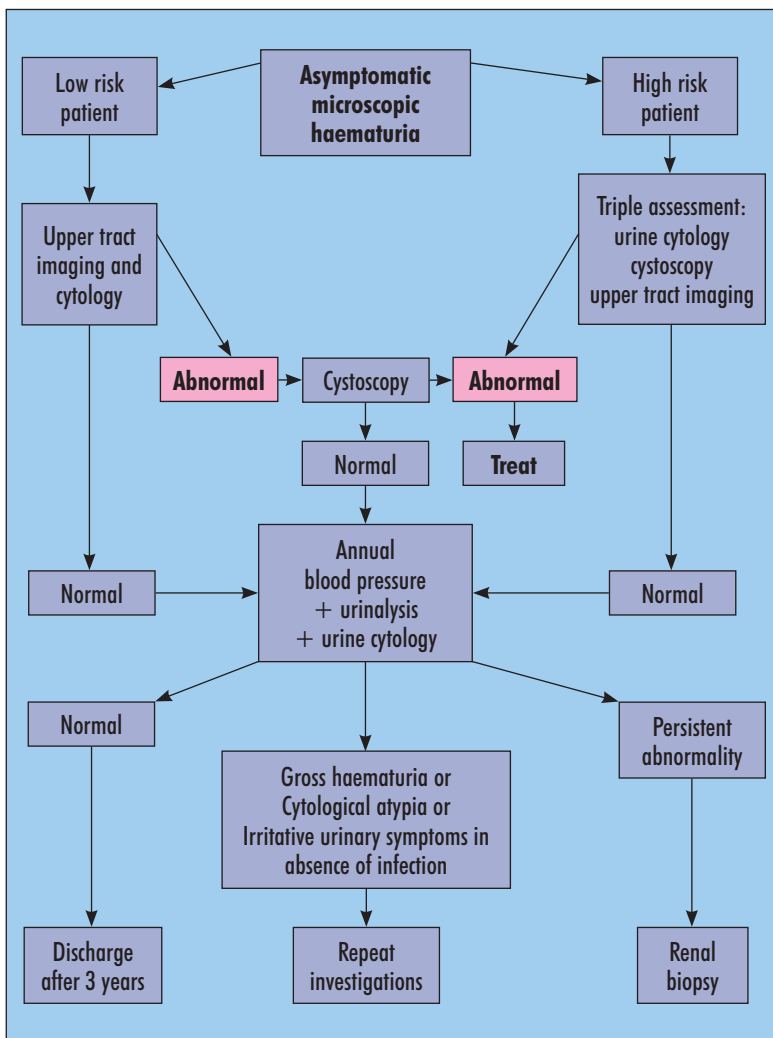 Low risk
patient
Asymptomatic
microscopic
haematuria
High risk
patient
Upper tract
imaging and
cytology
Triple assessment:
urine cytology
cystoscopy
upper tract imaging
Abnormal
Cystoscopy
Abnormal
Normal
Treat
Normal
Annual
blood pressure
+ urinalysis
+ urine cytology
Normal
Normal
Gross haematuria or
Cytological atypia or
Irritative urinary symptoms in
absence of infection
Persistent
abnormality
Discharge
after 3 years
Repeat
investigations
Renal
biopsy